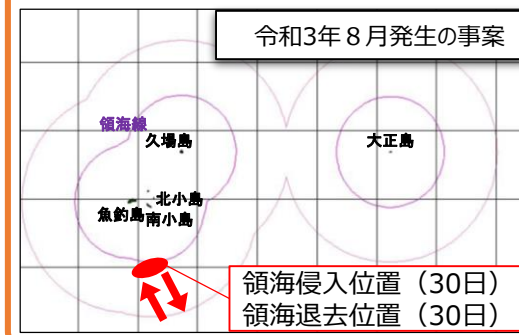 令和3年８月発生の事案
領海線
久場島
大正島
北小島
魚釣島
南小島
領海侵入位置（30日）
領海退去位置（30日）